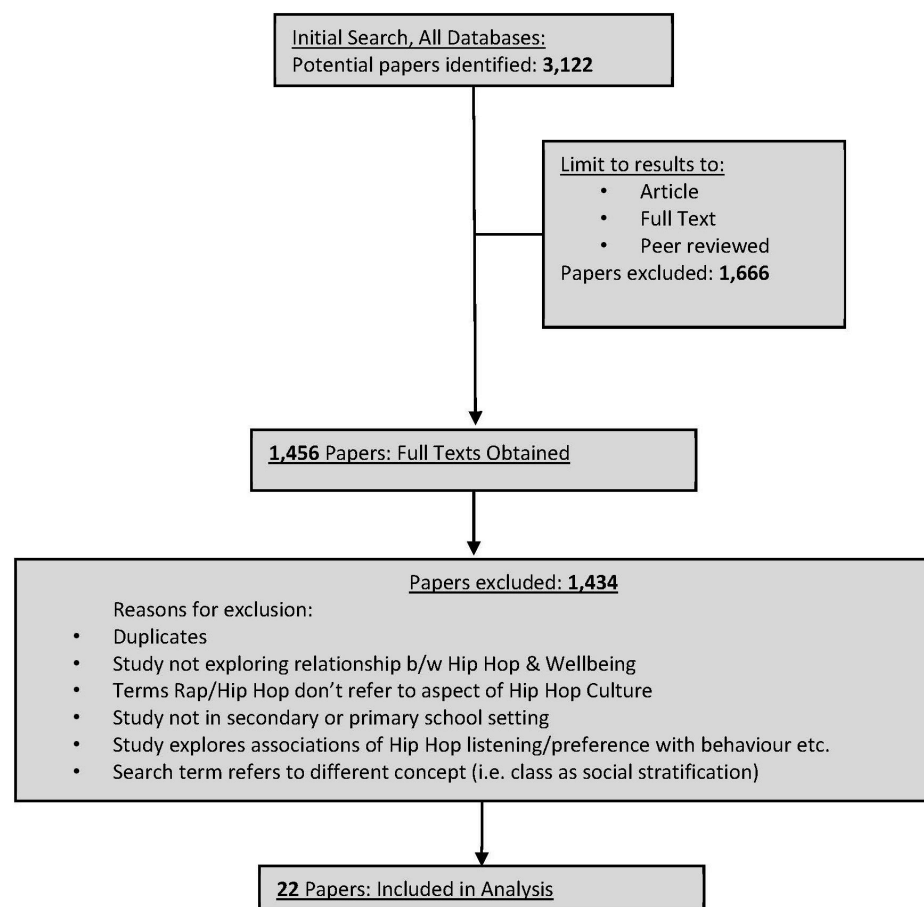 Initial Search, All Databases:
Potential papers identified: 3,122
Limit to results to:
• Article
• Full Text
• Peer reviewed
Papers excluded: 1,666
1,456 Papers: Full Texts Obtained
Papers excluded: 1,434
Reasons for exclusion:
• Duplicates
• Study not exploring relationship b/w Hip Hop & Wellbeing
• Terms Rap/Hip Hop don’t refer to aspect of Hip Hop Culture
• Study not in secondary or primary school setting
• Study explores associations of Hip Hop listening/preference with behaviour etc.
• Search term refers to different concept (i.e. class as social stratification)
22 Papers: Included in Analysis